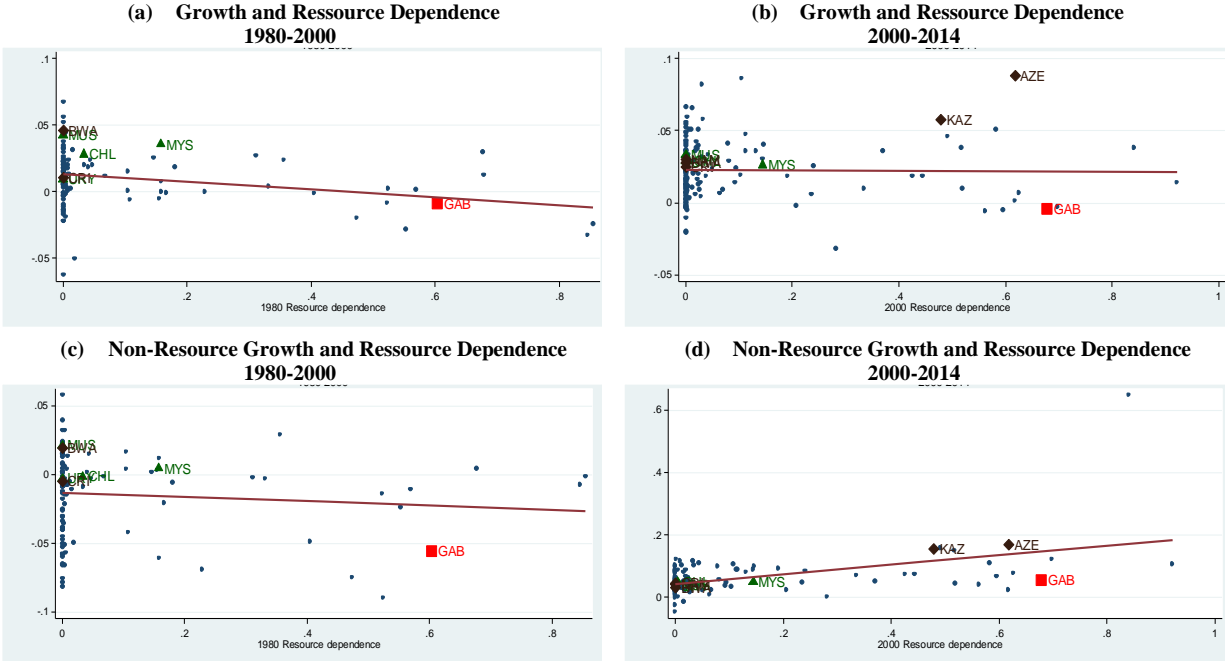 (a) Growth and Ressource Dependence
1980-2000
(b) Growth and Ressource Dependence
2000-2014
.1
.05
0
-.05
BWA
MUS
CHL
MYS
GAB
0
.2
.4
.6
.8
1980 Resource dependence
.1
.05
0
-.05
AZE
KAZ
MUS
MYS
GAB
0
.2
.4
.6
.8
1
2000 Resource dependence
(c) Non-Resource Growth and Ressource Dependence
1980-2000
(d) Non-Resource Growth and Ressource Dependence
2000-2014
.05
0
-.05
-.1
MUS
BWA
CHL
MYS
GAB
0
.2
.4
.6
.8
1980 Resource dependence
.6
.4
.2
0
KAZ
AZE
MYS
GAB
0
.2
.4
.6
.8
1
2000 Resource dependence